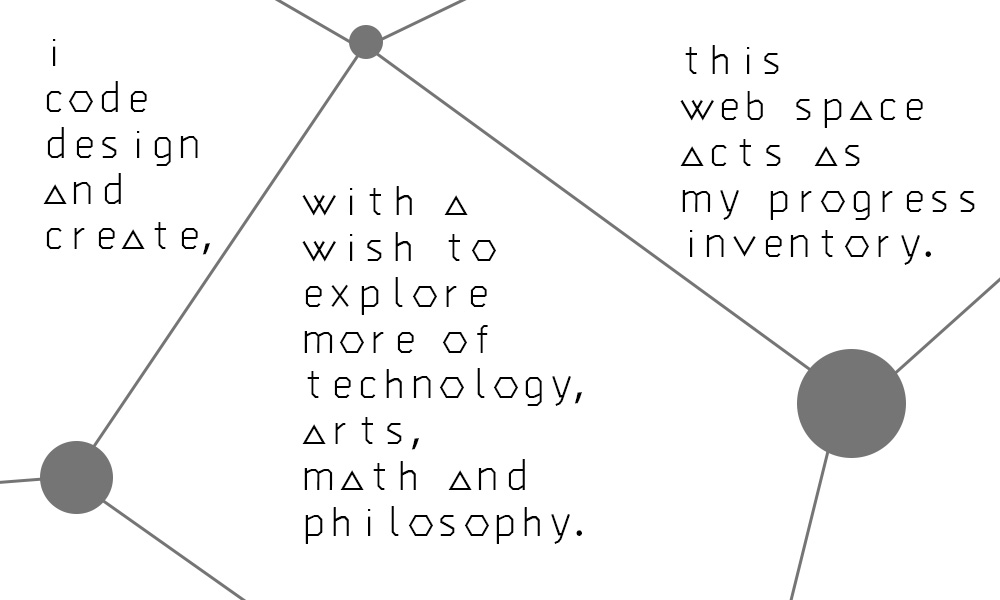 i
code
design
and
create,
with a
wish to
explore
more of
technology,
arts,
math and
philosophy.
this
web space
acts as
my progress
inventory.